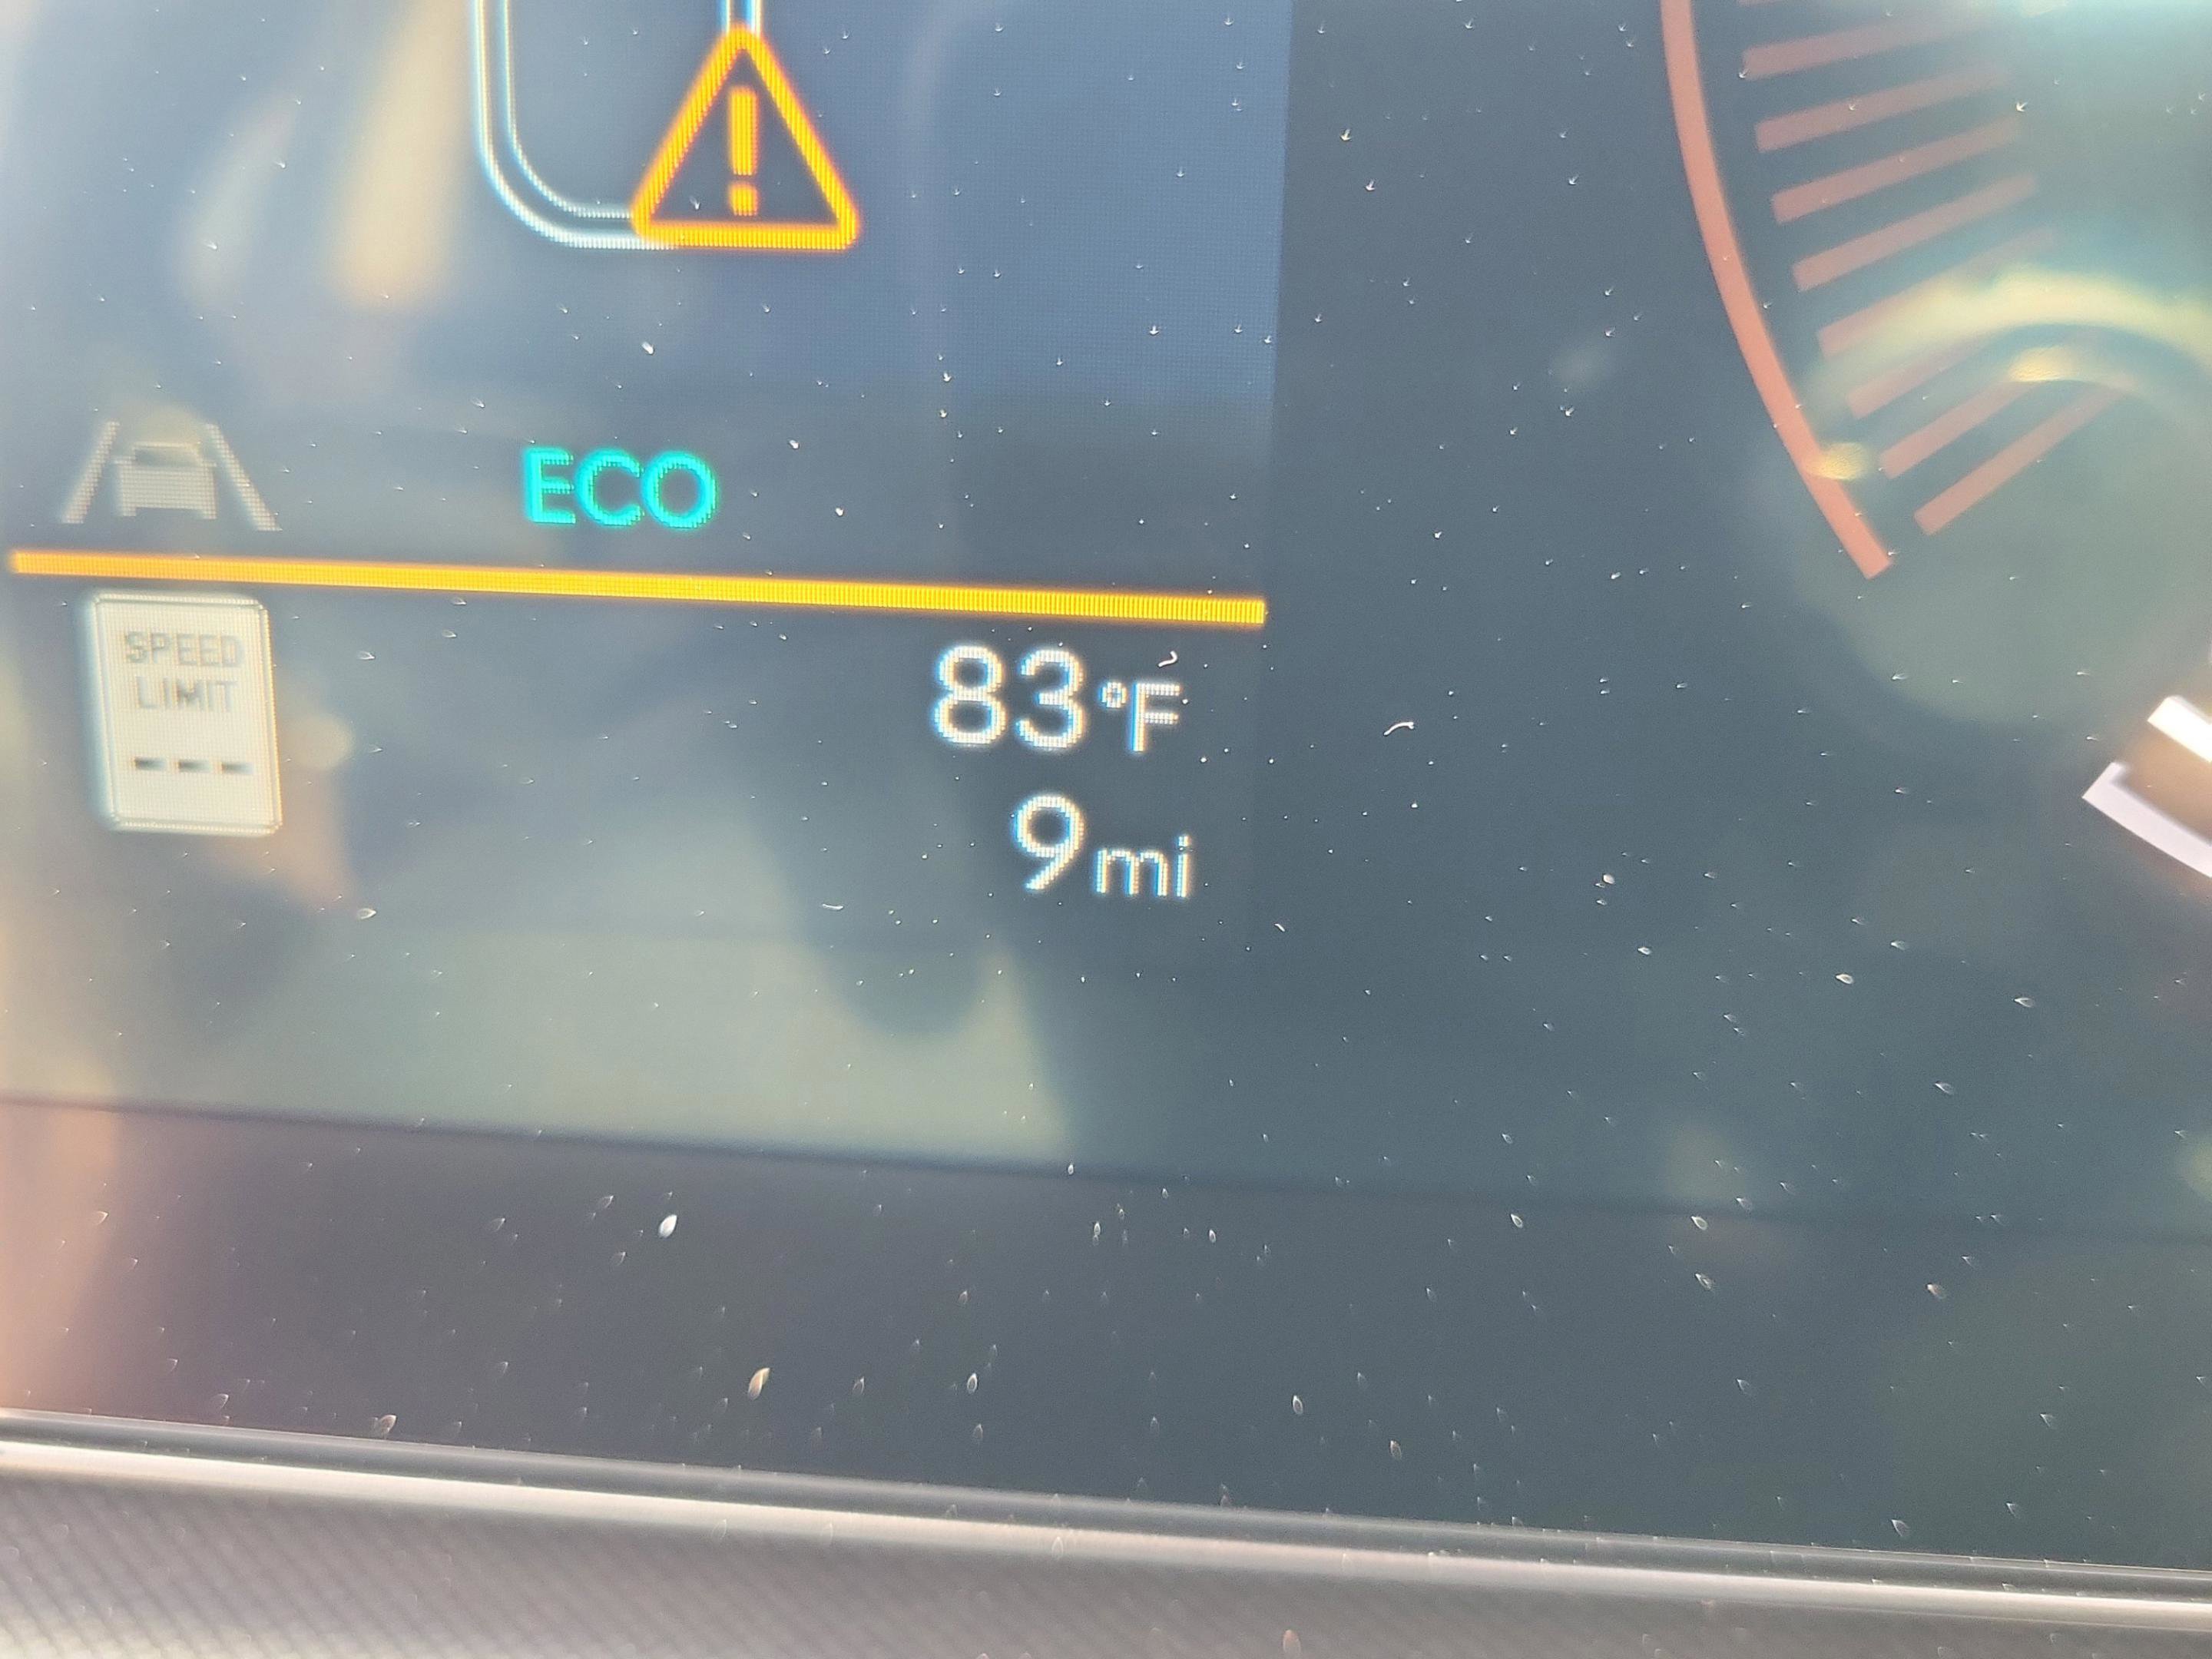 !
ECO
SPEED
LIMIT
---
83°F
9mi